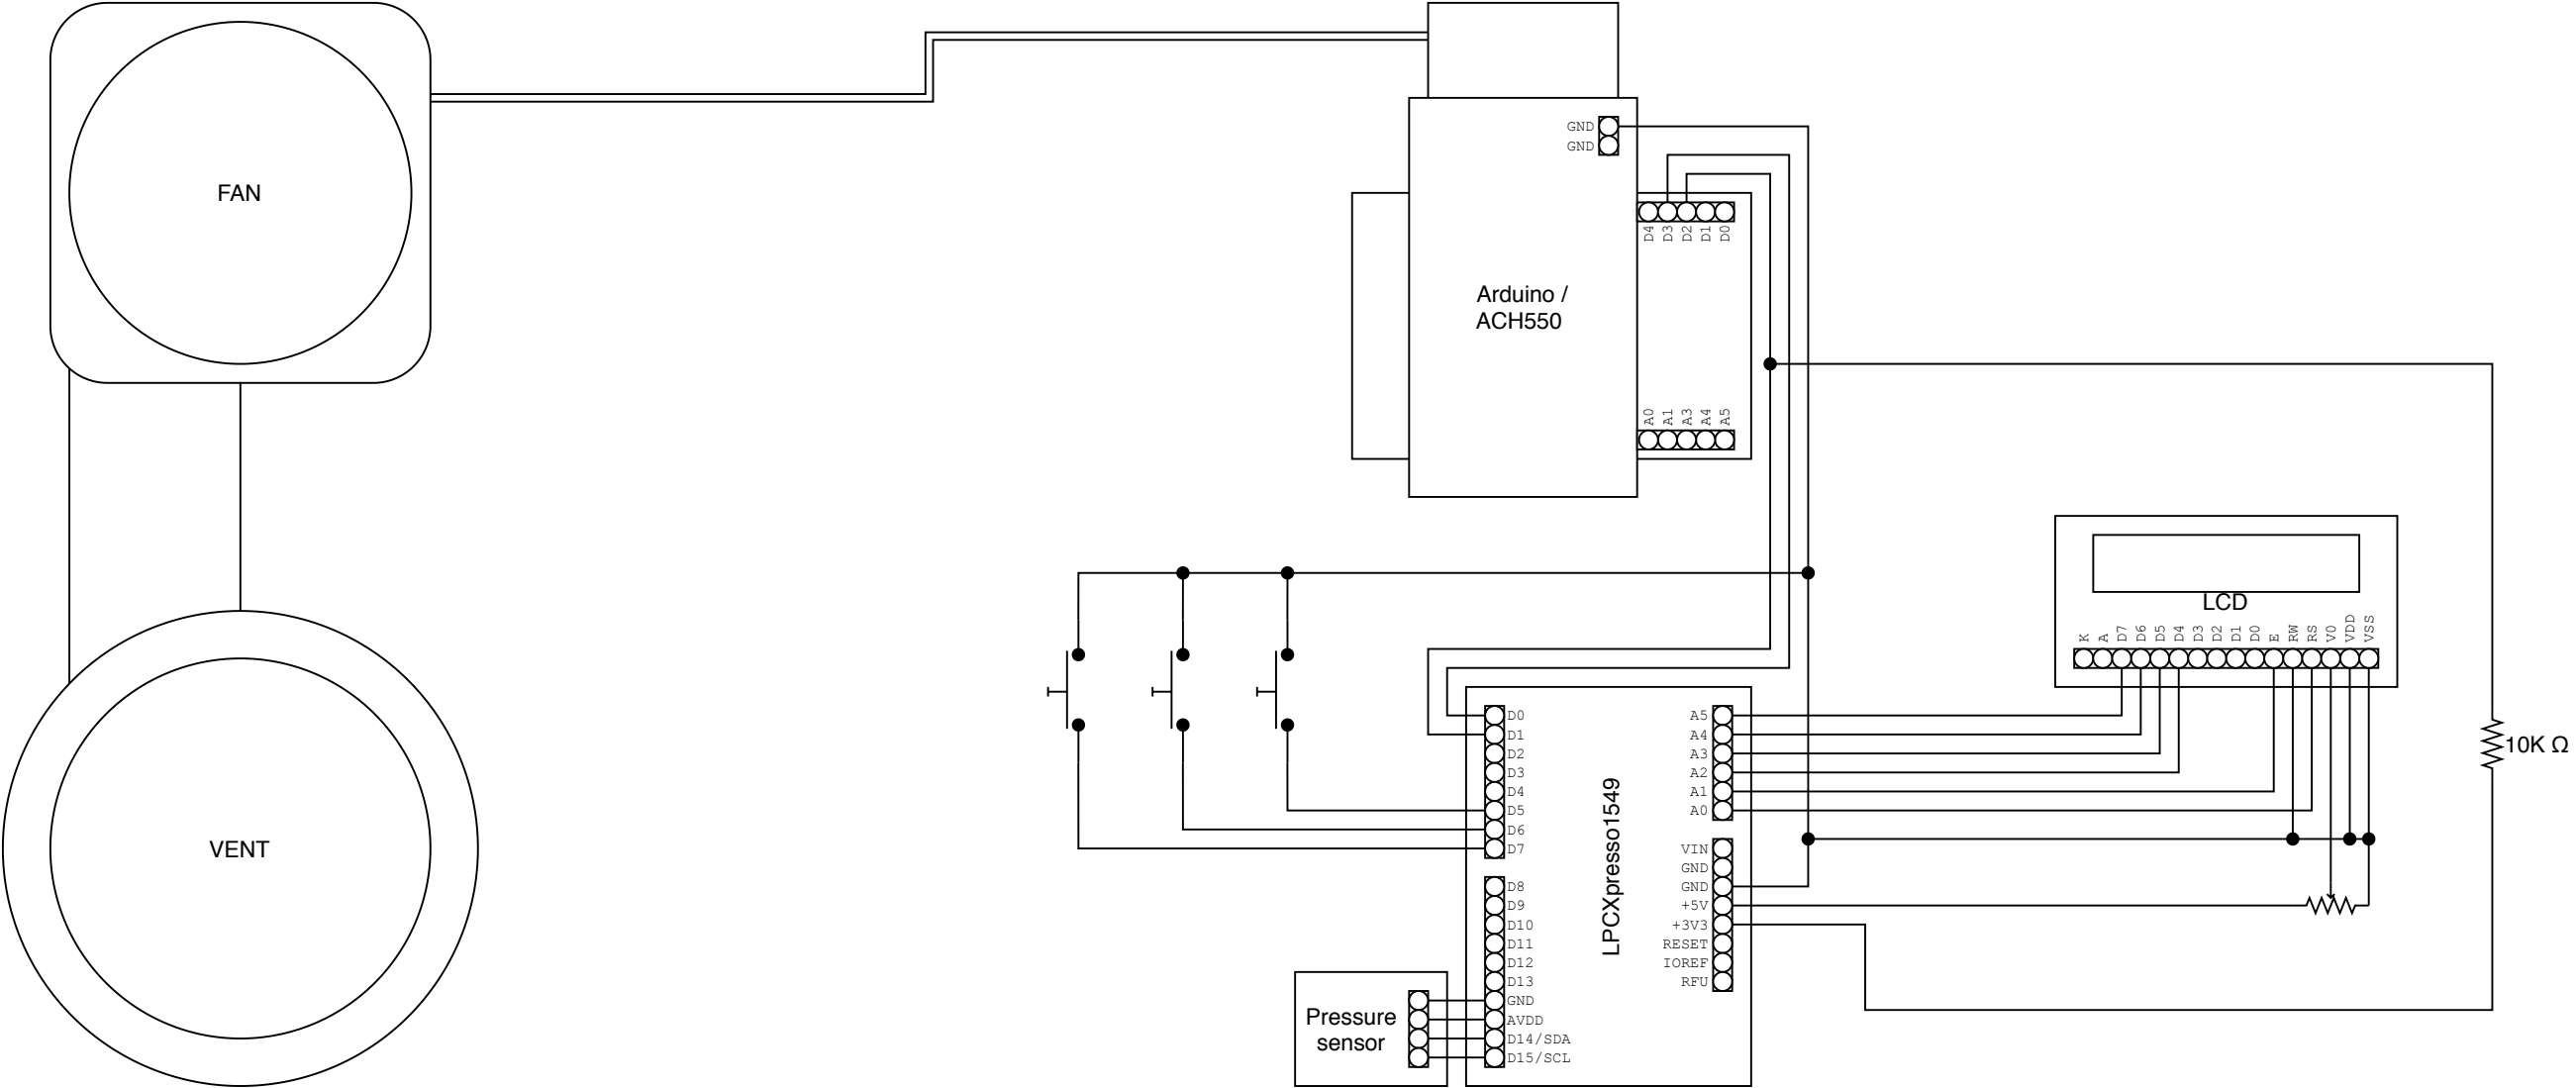 FAN
GND
GND
D4 D3 D2 D1 D0
Arduino /
ACH550
A0 A1 A3 A4 A5
LCD
K A D7 D6 D5 D4 D3 D2 D1 D0 E RW RS V0 VDD VSS
10K Ω
VENT
LPCXpresso1549
D0
D1
D2
D3
D4
D5
D6
D7
D8
D9
D10
D11
D12
D13
GND
AVDD
D14/SDA
D15/SCL
A5
A4
A3
A2
A1
A0
VIN
GND
GND
+5V
+3V3
RESET
IOREF
RFU
Pressure
sensor